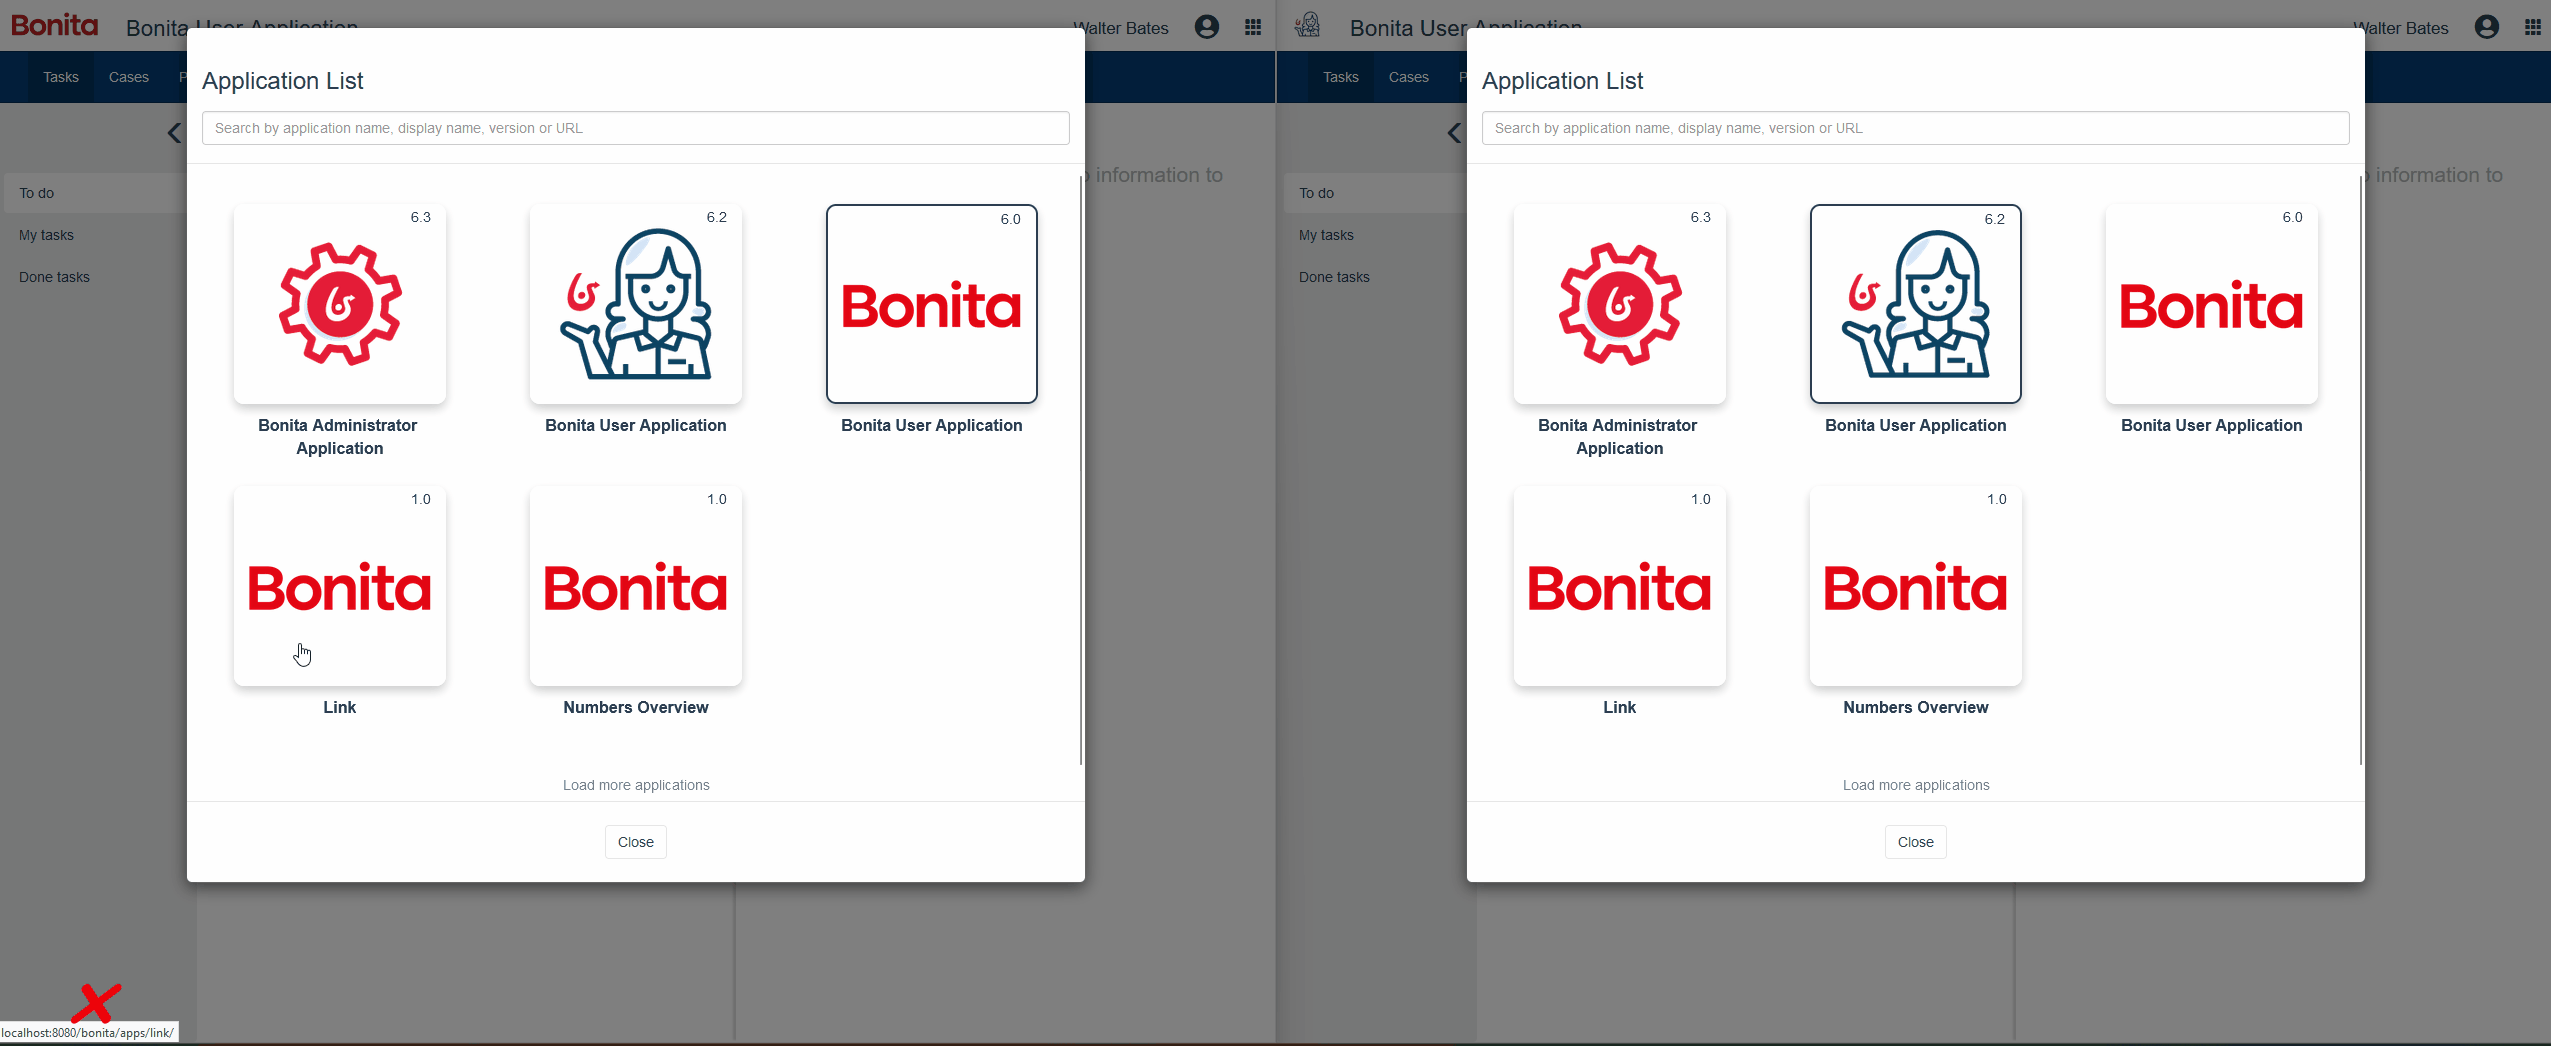 Bonita
Bonita User Application
Walter Bates
Tasks
Cases
P
Application List
Search by application name, display name, version or URL
information to
To do
My tasks
Done tasks
6.3
6.2
6.0
Bonita
Bonita Administrator
Application
Bonita User Application
Bonita User Application
1.0
1.0
Bonita
Bonita
Link
Numbers Overview
Load more applications
Close
localhost:8080/bonita/apps/link/
Bonita User Application
Walter Bates
Tasks
Cases
P
Application List
Search by application name, display name, version or URL
information to
To do
My tasks
Done tasks
6.3
6.2
6.0
Bonita
Bonita Administrator
Application
Bonita User Application
Bonita User Application
1.0
1.0
Bonita
Bonita
Link
Numbers Overview
Load more applications
Close